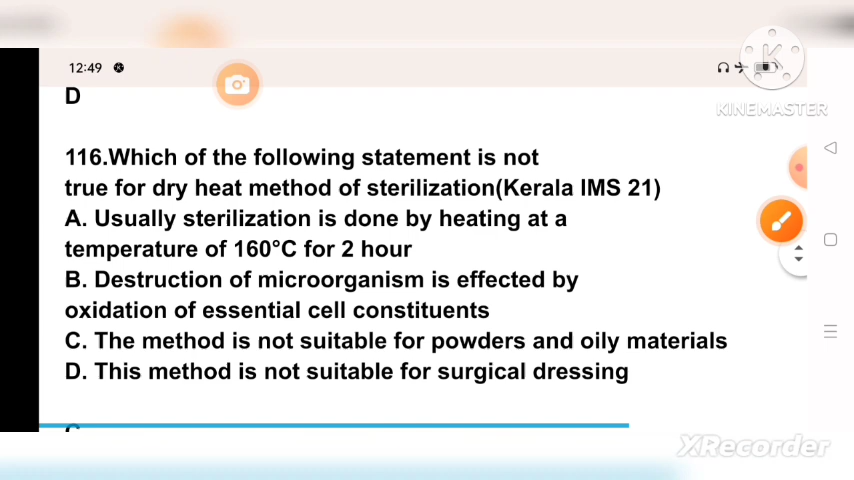 12:49
K
KINEMASTER
D
116.Which of the following statement is not
true for dry heat method of sterilization(Kerala IMS 21)
A. Usually sterilization is done by heating at a
temperature of 160°C for 2 hour
B. Destruction of microorganism is effected by
oxidation of essential cell constituents
C. The method is not suitable for powders and oily materials
D. This method is not suitable for surgical dressing
XRecorder